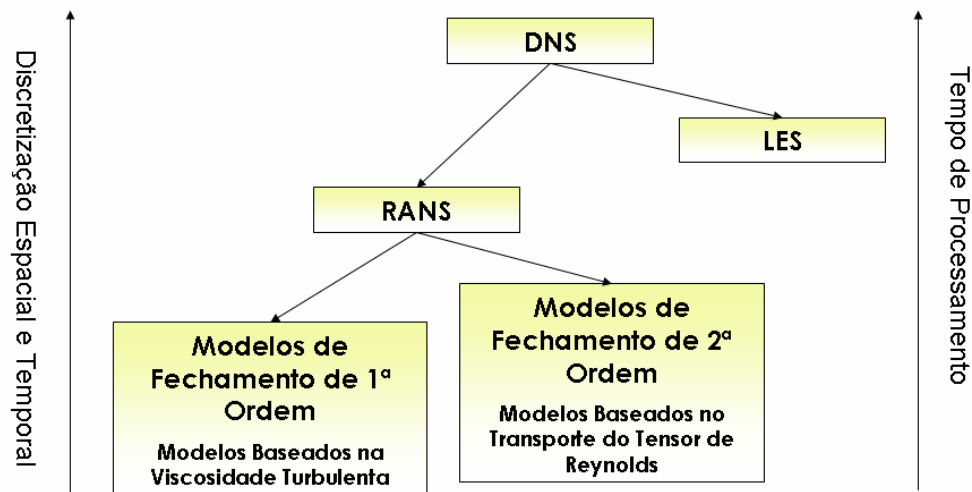 Discretização Espacial e Temporal
DNS
LES
RANS
Modelos de
Fechamento de 1ª
Ordem
Modelos Baseados na
Viscosidade Turbulenta
Modelos de
Fechamento de 2ª
Ordem
Modelos Baseados no
Transporte do Tensor de
Reynolds
Tempo de Processamento